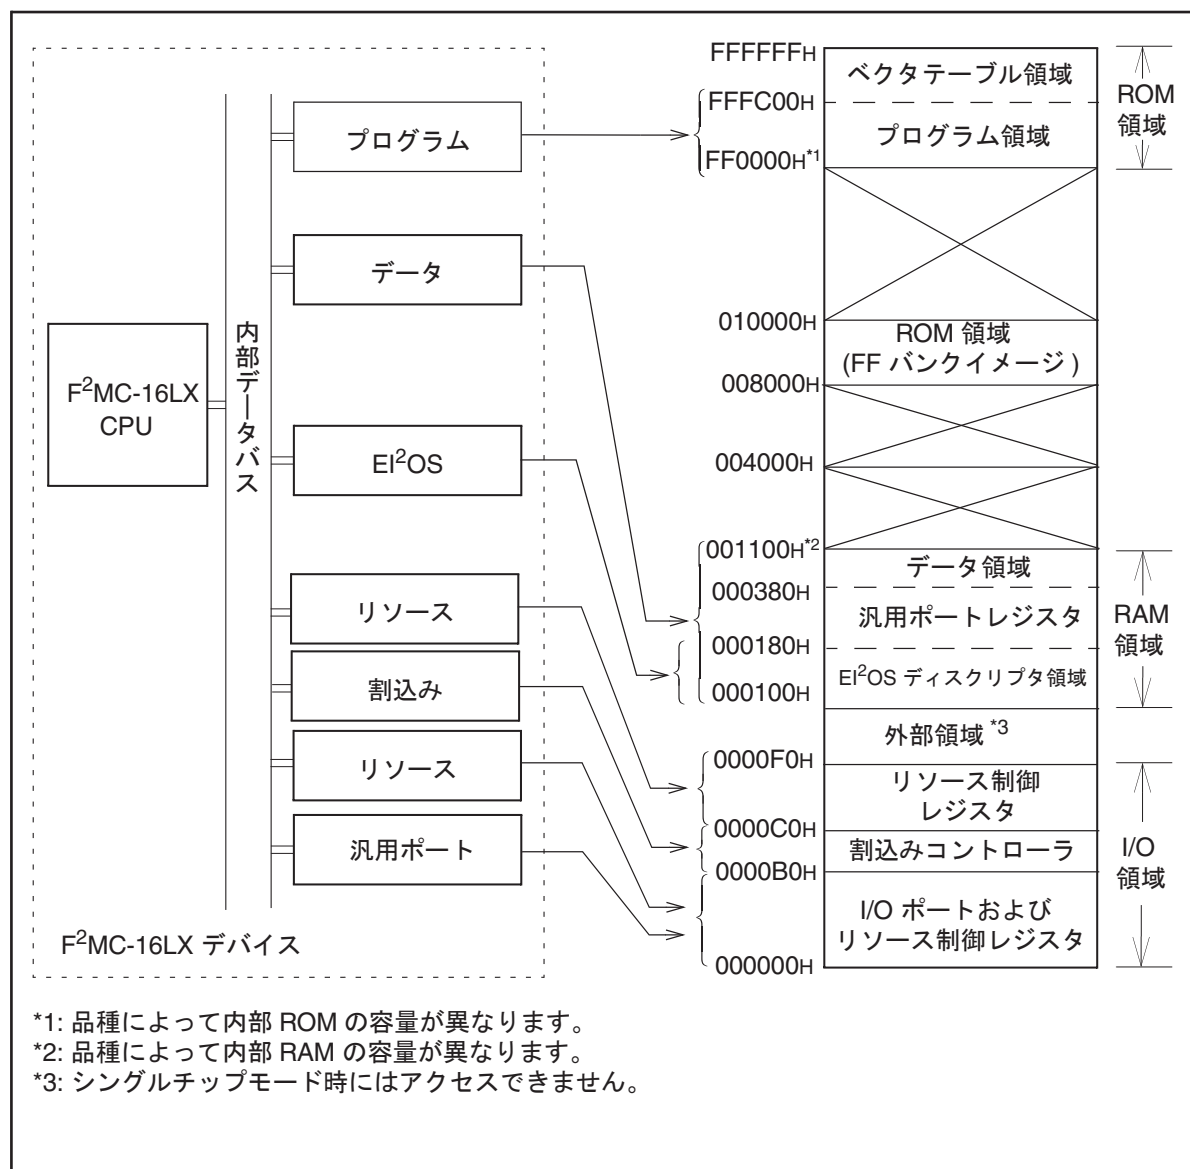 F²MC-16LX
CPU
内部データバス
プログラム
データ
EI²OS
リソース
割込み
リソース
汎用ポート
F²MC-16LX デバイス
FFFFFFH
FFFC00H
FF0000H*1
010000H
008000H
004000H
001100H*2
000380H
000180H
000100H
0000F0H
0000C0H
0000B0H
000000H
ベクタテーブル領域
プログラム領域
ROM 領域
(FF バンクイメージ )
データ領域
汎用ポートレジスタ
EI²OS ディスクリプタ領域
外部領域 *3
リソース制御
レジスタ
割込みコントローラ
I/O ポートおよび
リソース制御レジスタ
ROM
領域
RAM
領域
I/O
領域
*1: 品種によって内部 ROM の容量が異なります。
*2: 品種によって内部 RAM の容量が異なります。
*3: シングルチップモード時にはアクセスできません。